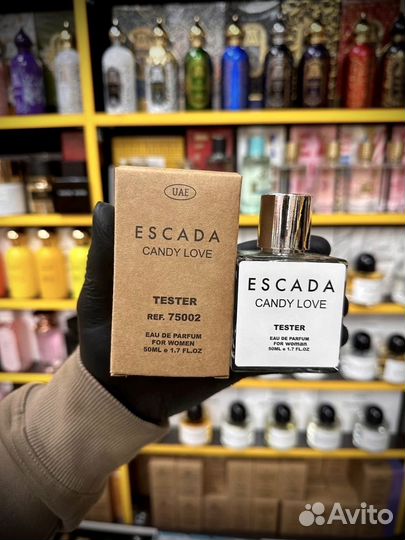 UAE
ESCADA
CANDY LOVE
TESTER
REF. 75002
EAU DE PARFUM
FOR WOMEN
50ML e 1.7 FL.OZ
ESCADA
CANDY LOVE
TESTER
EAU DE PARFUM
FOR woman
50ML e 1.7 FL.OZ
Avito